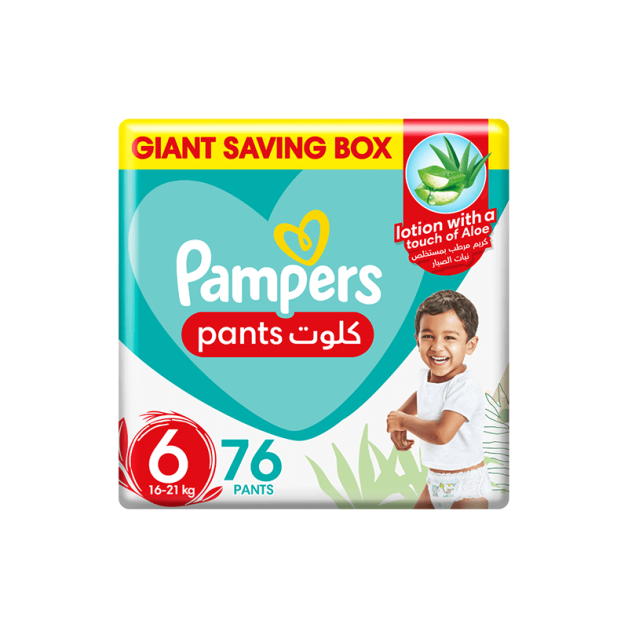 GIANT SAVING BOX
lotion with a
touch of Aloe
كريم مرطب بمستخلص
نبات الصبار
Pampers
pants كلوت
6
16-21 kg
76
PANTS